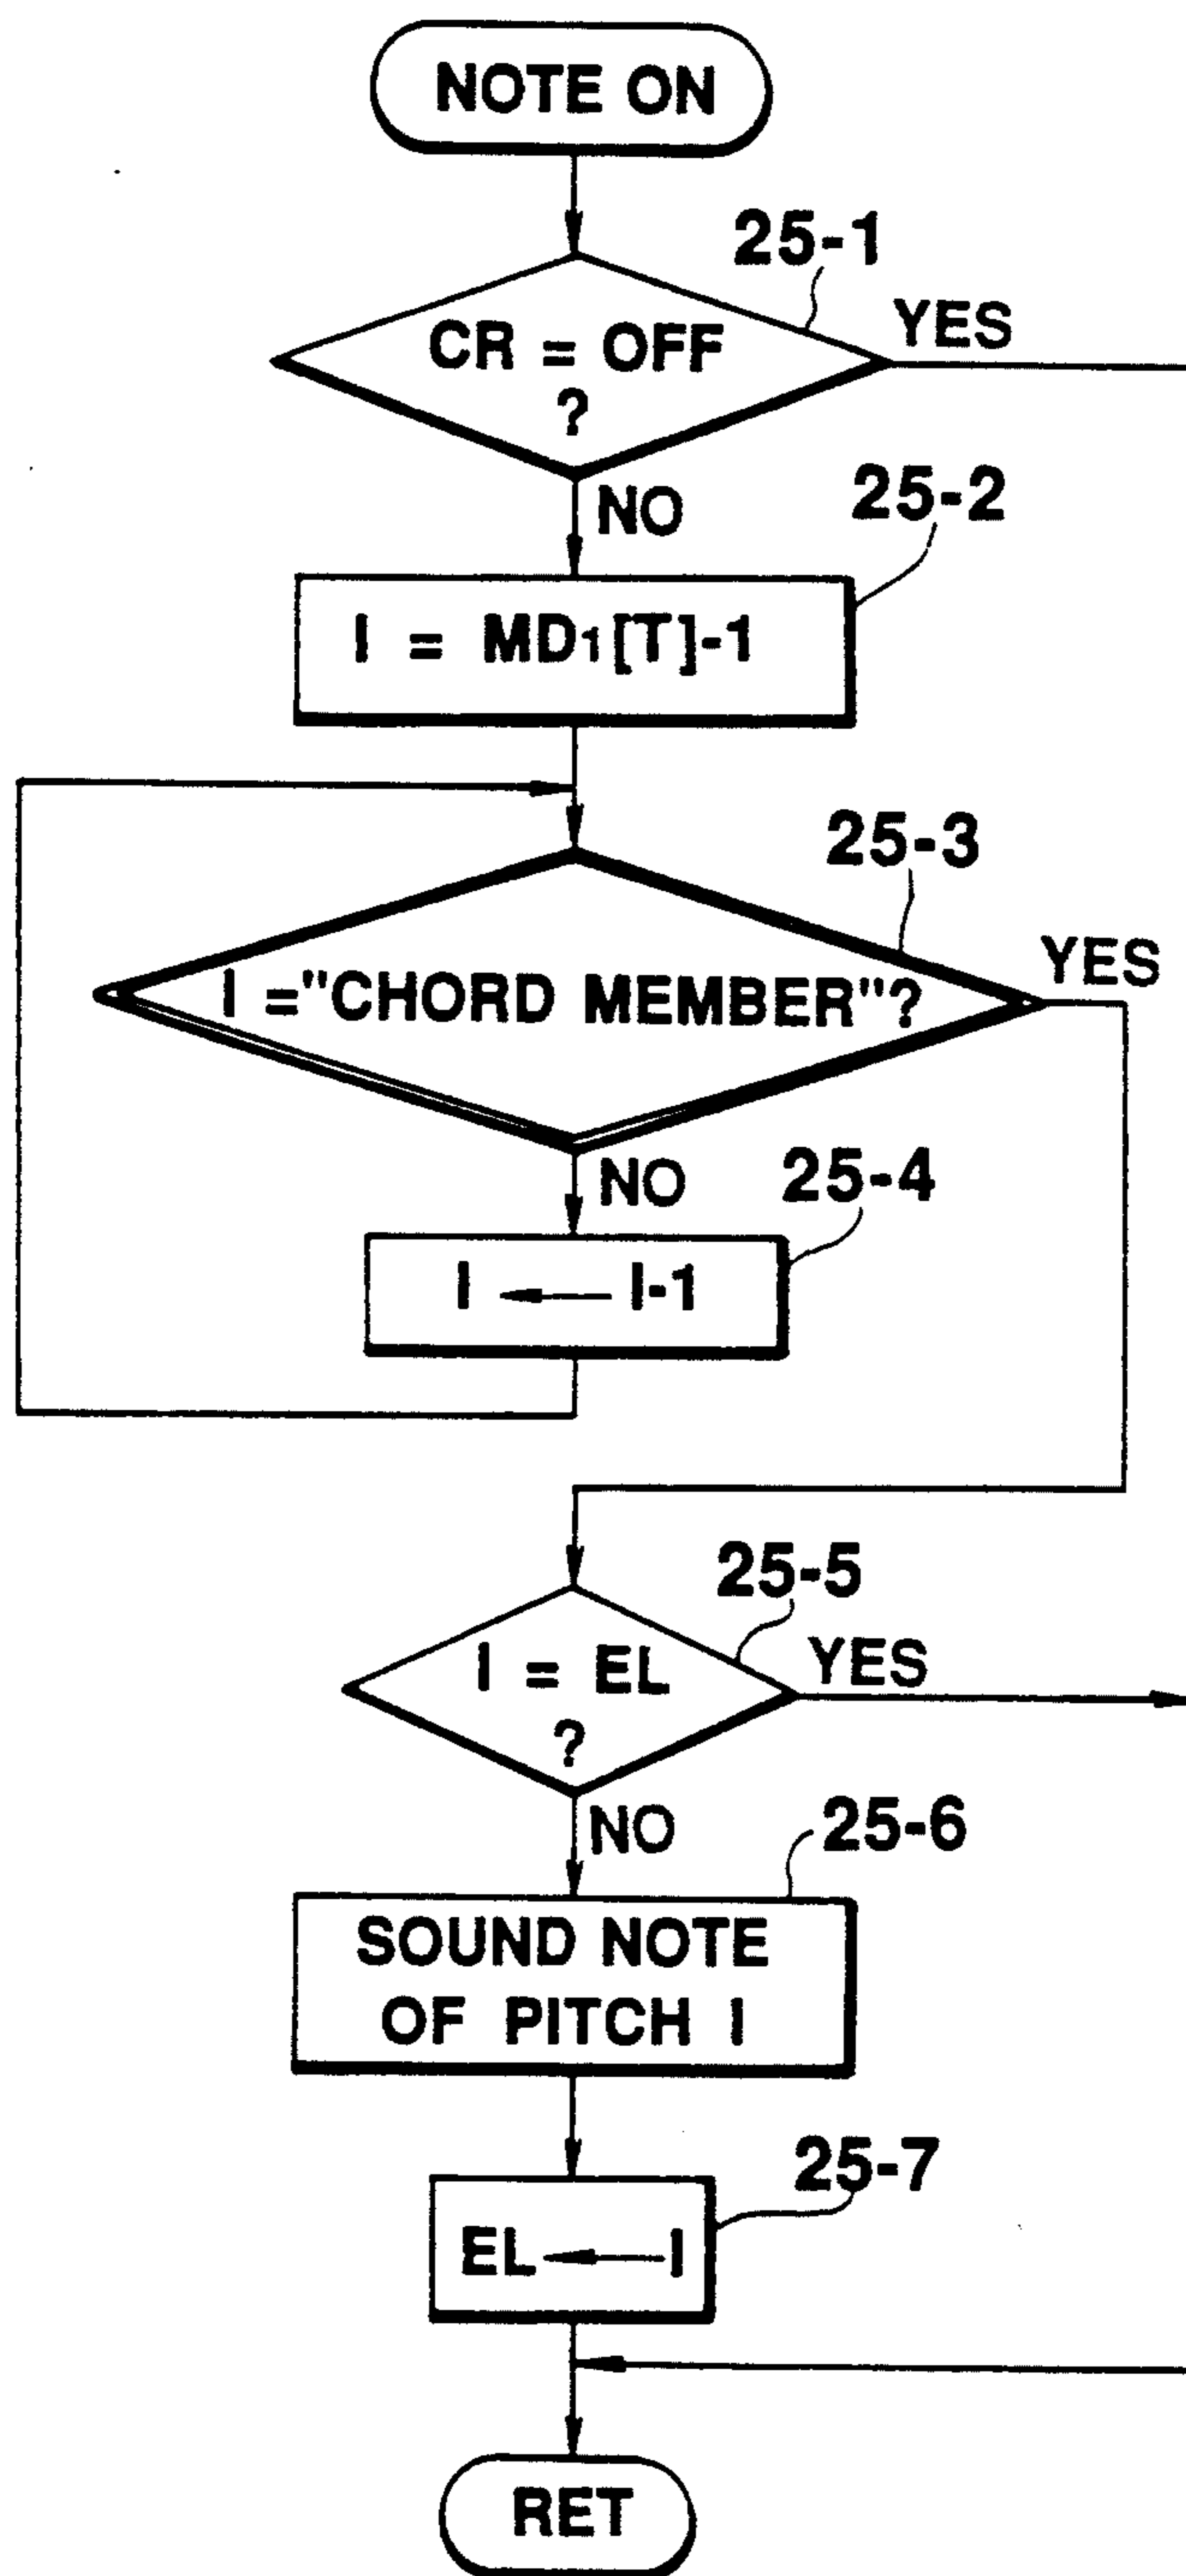 NOTE ON
25-1
CR = OFF
?
YES
NO
25-2
I = MD1[T]-1
25-3
I ="CHORD MEMBER"?
YES
NO
25-4
I ← I-1
25-5
I = EL
?
YES
NO
25-6
SOUND NOTE
OF PITCH I
25-7
EL ← I
RET